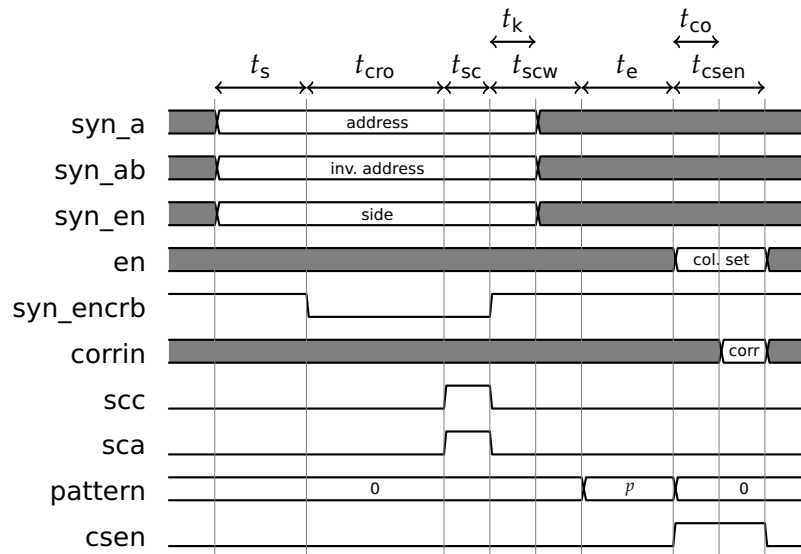 t_k t_co
t_s t_cro t_sc t_scw t_e t_csen
syn_a address
syn_ab inv. address
syn_en side
en col. set
syn_encrb
corrin corr
scc
sca
pattern 0 p 0
csen